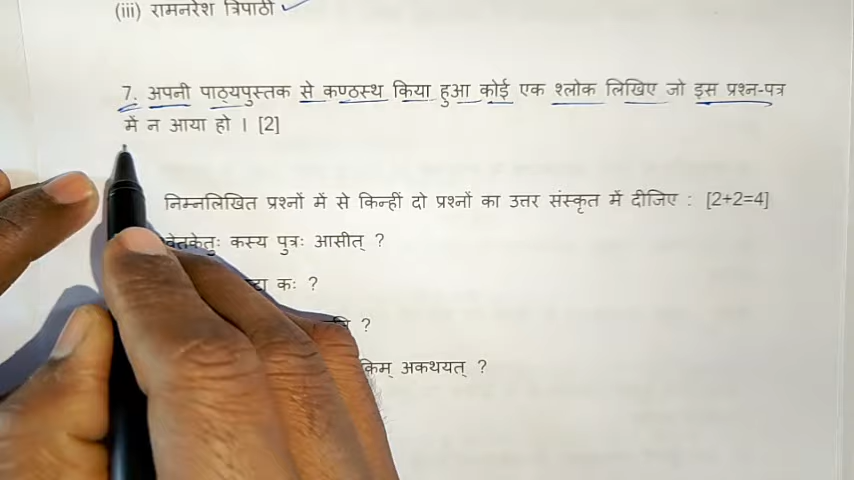 (iii) रामनरेश त्रिपाठी
7. अपनी पाठ्यपुस्तक से कण्ठस्थ किया हुआ कोई एक श्लोक लिखिए जो इस प्रश्न-पत्र
में न आया हो । [2]
निम्नलिखित प्रश्नों में से किन्हीं दो प्रश्नों का उत्तर संस्कृत में दीजिए : [2+2=4]
कस्य पुत्रः आसीत् ?
कः ?
?
किम् अकथयत् ?